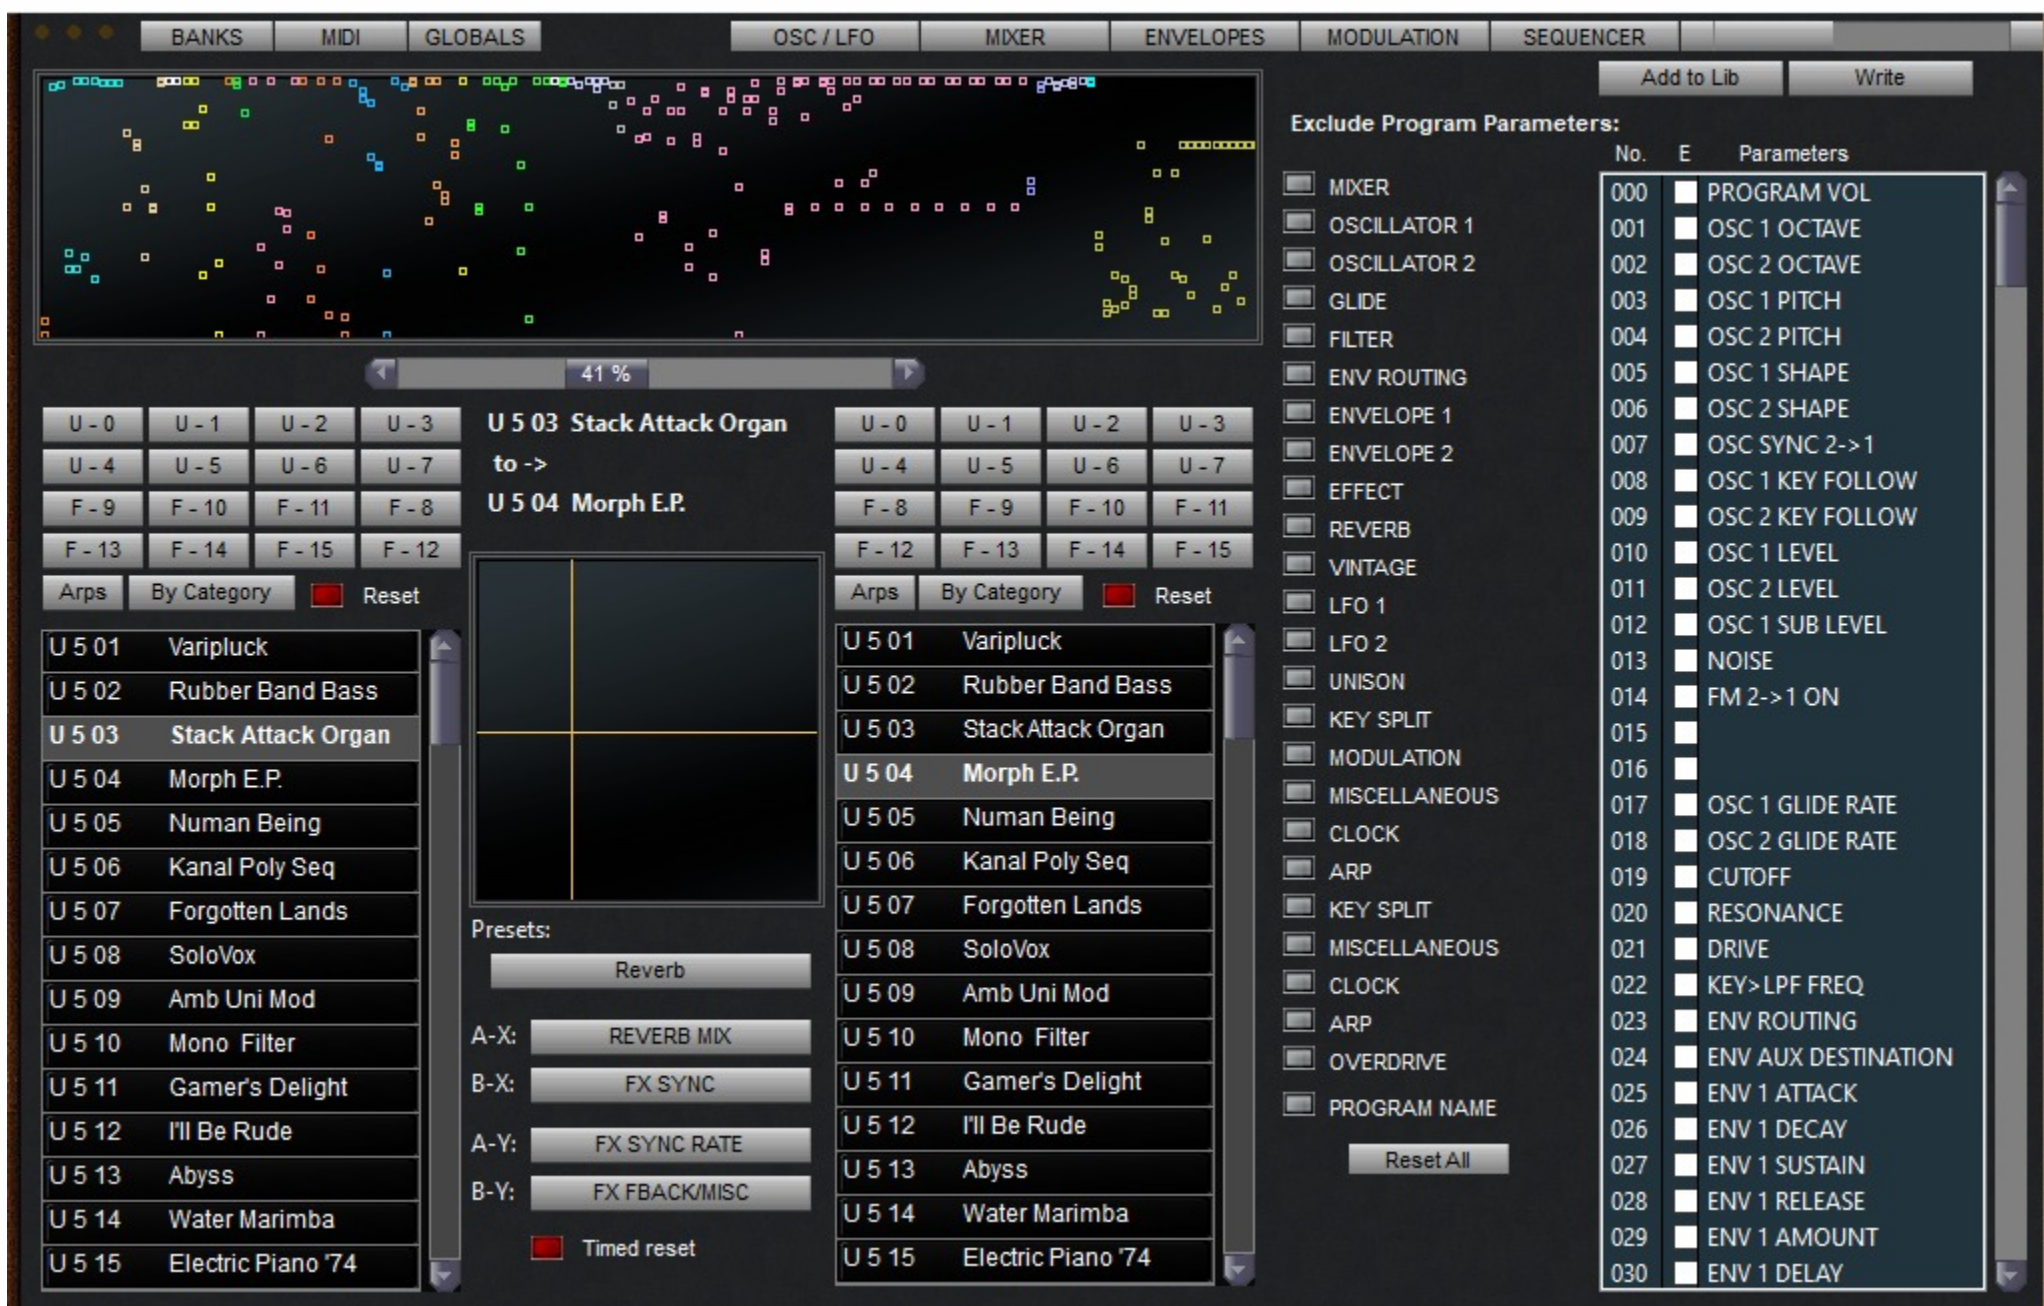 BANKS MIDI GLOBALS OSC / LFO MIXER ENVELOPES MODULATION SEQUENCER
Add to Lib Write
Exclude Program Parameters:
41 %
U - 0 U - 1 U - 2 U - 3
U - 4 U - 5 U - 6 U - 7
F - 9 F - 10 F - 11 F - 8
F - 13 F - 14 F - 15 F - 12
Arps By Category Reset
U 5 01 Varipluck
U 5 02 Rubber Band Bass
U 5 03 Stack Attack Organ
U 5 04 Morph E.P.
U 5 05 Numan Being
U 5 06 Kanal Poly Seq
U 5 07 Forgotten Lands
U 5 08 SoloVox
U 5 09 Amb Uni Mod
U 5 10 Mono Filter
U 5 11 Gamer's Delight
U 5 12 I'll Be Rude
U 5 13 Abyss
U 5 14 Water Marimba
U 5 15 Electric Piano '74
U 5 03 Stack Attack Organ
to ->
U 5 04 Morph E.P.
Presets:
Reverb
A-X: REVERB MIX
B-X: FX SYNC
A-Y: FX SYNC RATE
B-Y: FX FBACK/MISC
Timed reset
U - 0 U - 1 U - 2 U - 3
U - 4 U - 5 U - 6 U - 7
F - 8 F - 9 F - 10 F - 11
F - 12 F - 13 F - 14 F - 15
Arps By Category Reset
U 5 01 Varipluck
U 5 02 Rubber Band Bass
U 5 03 Stack Attack Organ
U 5 04 Morph E.P.
U 5 05 Numan Being
U 5 06 Kanal Poly Seq
U 5 07 Forgotten Lands
U 5 08 SoloVox
U 5 09 Amb Uni Mod
U 5 10 Mono Filter
U 5 11 Gamer's Delight
U 5 12 I'll Be Rude
U 5 13 Abyss
U 5 14 Water Marimba
U 5 15 Electric Piano '74
MIXER
OSCILLATOR 1
OSCILLATOR 2
GLIDE
FILTER
ENV ROUTING
ENVELOPE 1
ENVELOPE 2
EFFECT
REVERB
VINTAGE
LFO 1
LFO 2
UNISON
KEY SPLIT
MODULATION
MISCELLANEOUS
CLOCK
ARP
KEY SPLIT
MISCELLANEOUS
CLOCK
ARP
OVERDRIVE
PROGRAM NAME
Reset All
No. E Parameters
000 PROGRAM VOL
001 OSC 1 OCTAVE
002 OSC 2 OCTAVE
003 OSC 1 PITCH
004 OSC 2 PITCH
005 OSC 1 SHAPE
006 OSC 2 SHAPE
007 OSC SYNC 2->1
008 OSC 1 KEY FOLLOW
009 OSC 2 KEY FOLLOW
010 OSC 1 LEVEL
011 OSC 2 LEVEL
012 OSC 1 SUB LEVEL
013 NOISE
014 FM 2->1 ON
015
016
017 OSC 1 GLIDE RATE
018 OSC 2 GLIDE RATE
019 CUTOFF
020 RESONANCE
021 DRIVE
022 KEY>LPF FREQ
023 ENV ROUTING
024 ENV AUX DESTINATION
025 ENV 1 ATTACK
026 ENV 1 DECAY
027 ENV 1 SUSTAIN
028 ENV 1 RELEASE
029 ENV 1 AMOUNT
030 ENV 1 DELAY